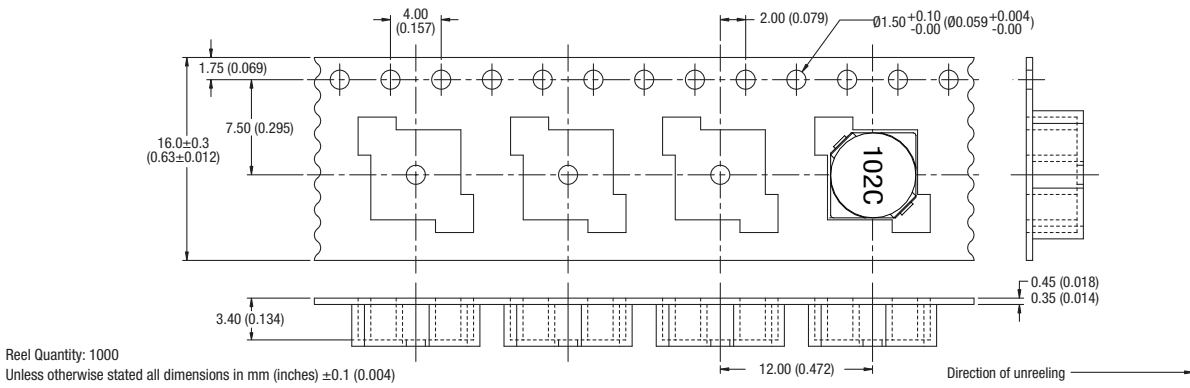 4.00
(0.157)
2.00 (0.079)
Ø1.50 +0.10 -0.00 (Ø0.059 +0.004 -0.00)
1.75 (0.069)
7.50 (0.295)
16.0±0.3
(0.63±0.012)
102C
0.45 (0.018)
0.35 (0.014)
3.40 (0.134)
12.00 (0.472)
Reel Quantity: 1000
Unless otherwise stated all dimensions in mm (inches) ±0.1 (0.004)
Direction of unreeling